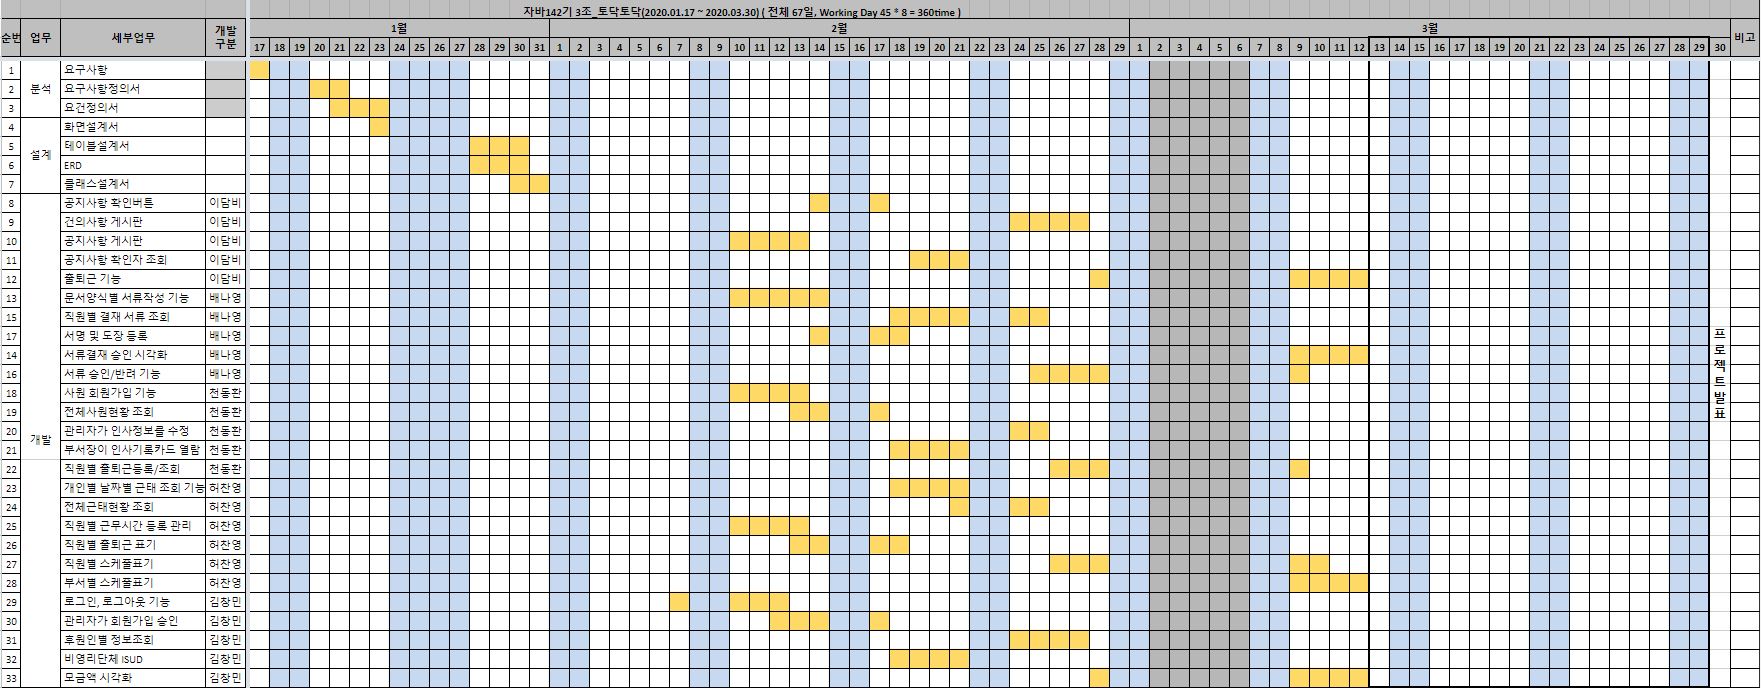 자바142기 3조_토닥토닥(2020.01.17 ~ 2020.03.30) ( 전체 67일, Working Day 45 * 8 = 360time )
순번 업무 세부업무 개발구분 1월 2월 3월 비고
17 18 19 20 21 22 23 24 25 26 27 28 29 30 31 1 2 3 4 5 6 7 8 9 10 11 12 13 14 15 16 17 18 19 20 21 22 23 24 25 26 27 28 29 1 2 3 4 5 6 7 8 9 10 11 12 13 14 15 16 17 18 19 20 21 22 23 24 25 26 27 28 29 30
1 분석 요구사항
2 요구사항정의서
3 요건정의서
4 설계 화면설계서
5 테이블설계서
6 ERD
7 클래스설계서
8 개발 공지사항 확인버튼 이담비
9 건의사항 게시판 이담비
10 공지사항 게시판 이담비
11 공지사항 확인자 조회 이담비
12 출퇴근 기능 이담비
13 문서양식별 서류작성 기능 배나영
15 직원별 결재 서류 조회 배나영
17 서명 및 도장 등록 배나영
14 서류결재 승인 시각화 배나영
16 서류 승인/반려 기능 배나영
18 사원 회원가입 기능 천동환
19 전체사원현황 조회 천동환
20 관리자가 인사정보를 수정 천동환
21 부서장이 인사기록카드 열람 천동환
22 직원별 출퇴근등록/조회 천동환
23 개인별 날짜별 근태 조회 기능 허찬영
24 전체근태현황 조회 허찬영
25 직원별 근무시간 등록 관리 허찬영
26 직원별 출퇴근 표기 허찬영
27 직원별 스케쥴표기 허찬영
28 부서별 스케쥴표기 허찬영
29 로그인, 로그아웃 기능 김창민
30 관리자가 회원가입 승인 김창민
31 후원인별 정보조회 김창민
32 비영리단체 ISUD 김창민
33 모금액 시각화 김창민
프로젝트발표